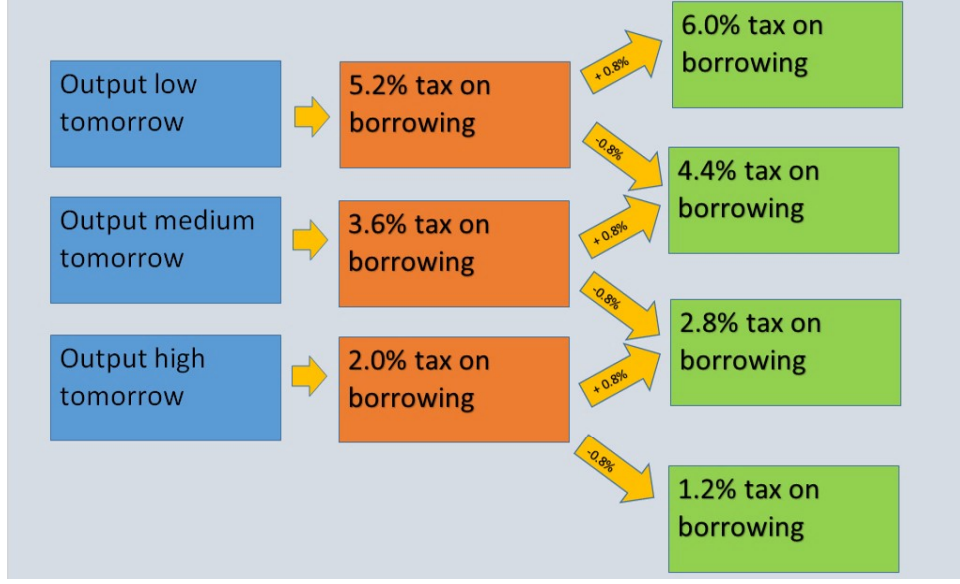 Output low
tomorrow
5.2% tax on
borrowing
+ 0.8%
6.0% tax on
borrowing
-0.8%
4.4% tax on
borrowing
Output medium
tomorrow
3.6% tax on
borrowing
+ 0.8%
-0.8%
2.8% tax on
borrowing
Output high
tomorrow
2.0% tax on
borrowing
+ 0.8%
-0.8%
1.2% tax on
borrowing